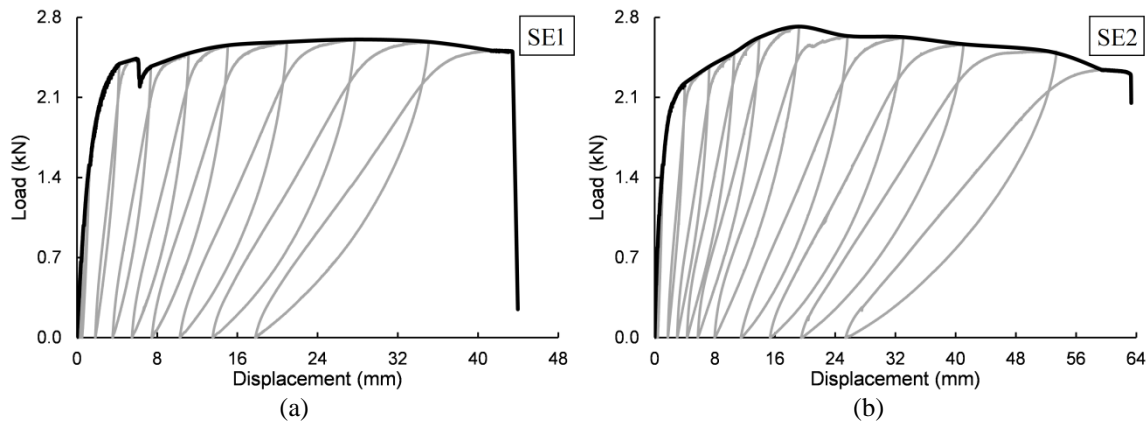 2.8
SE1
2.1
Load (kN)
1.4
0.7
0.0
0 8 16 24 32 40 48
Displacement (mm)
(a)
2.8
SE2
2.1
Load (kN)
1.4
0.7
0.0
0 8 16 24 32 40 48 56 64
Displacement (mm)
(b)